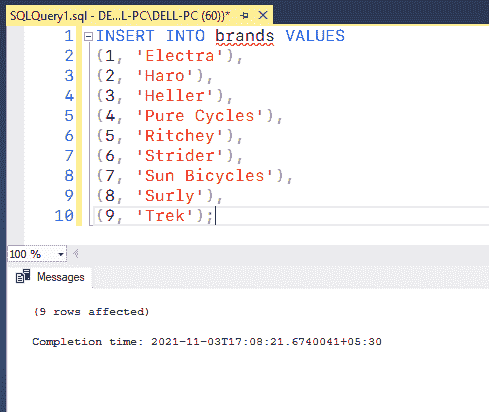 SQLQuery1.sql - DE...L-PC\DELL-PC (60))*
1 INSERT INTO brands VALUES
2 (1, 'Electra'),
3 (2, 'Haro'),
4 (3, 'Heller'),
5 (4, 'Pure Cycles'),
6 (5, 'Ritchey'),
7 (6, 'Strider'),
8 (7, 'Sun Bicycles'),
9 (8, 'Surly'),
10 (9, 'Trek');
100 %
Messages
(9 rows affected)
Completion time: 2021-11-03T17:08:21.6740041+05:30